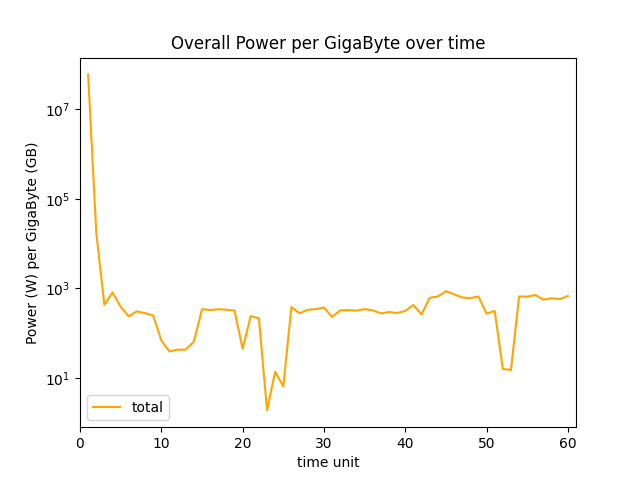 Overall Power per GigaByte over time
Power (W) per GigaByte (GB)
10^7
10^5
10^3
10^1
total
0 10 20 30 40 50 60
time unit